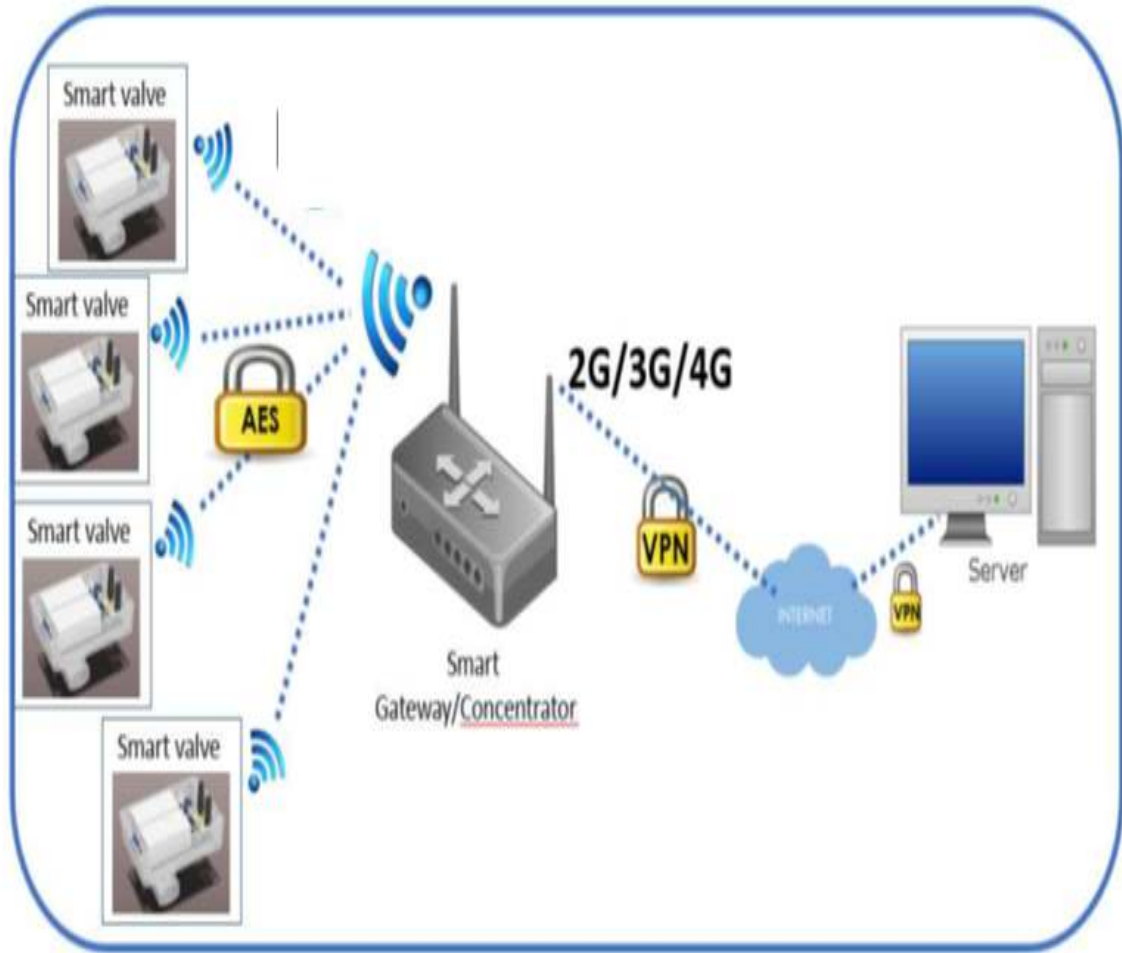 Smart valve
Smart valve
AES
Smart valve
Smart valve
2G/3G/4G
Smart
Gateway/Concentrator
VPN
INTERNET
VPN
Server